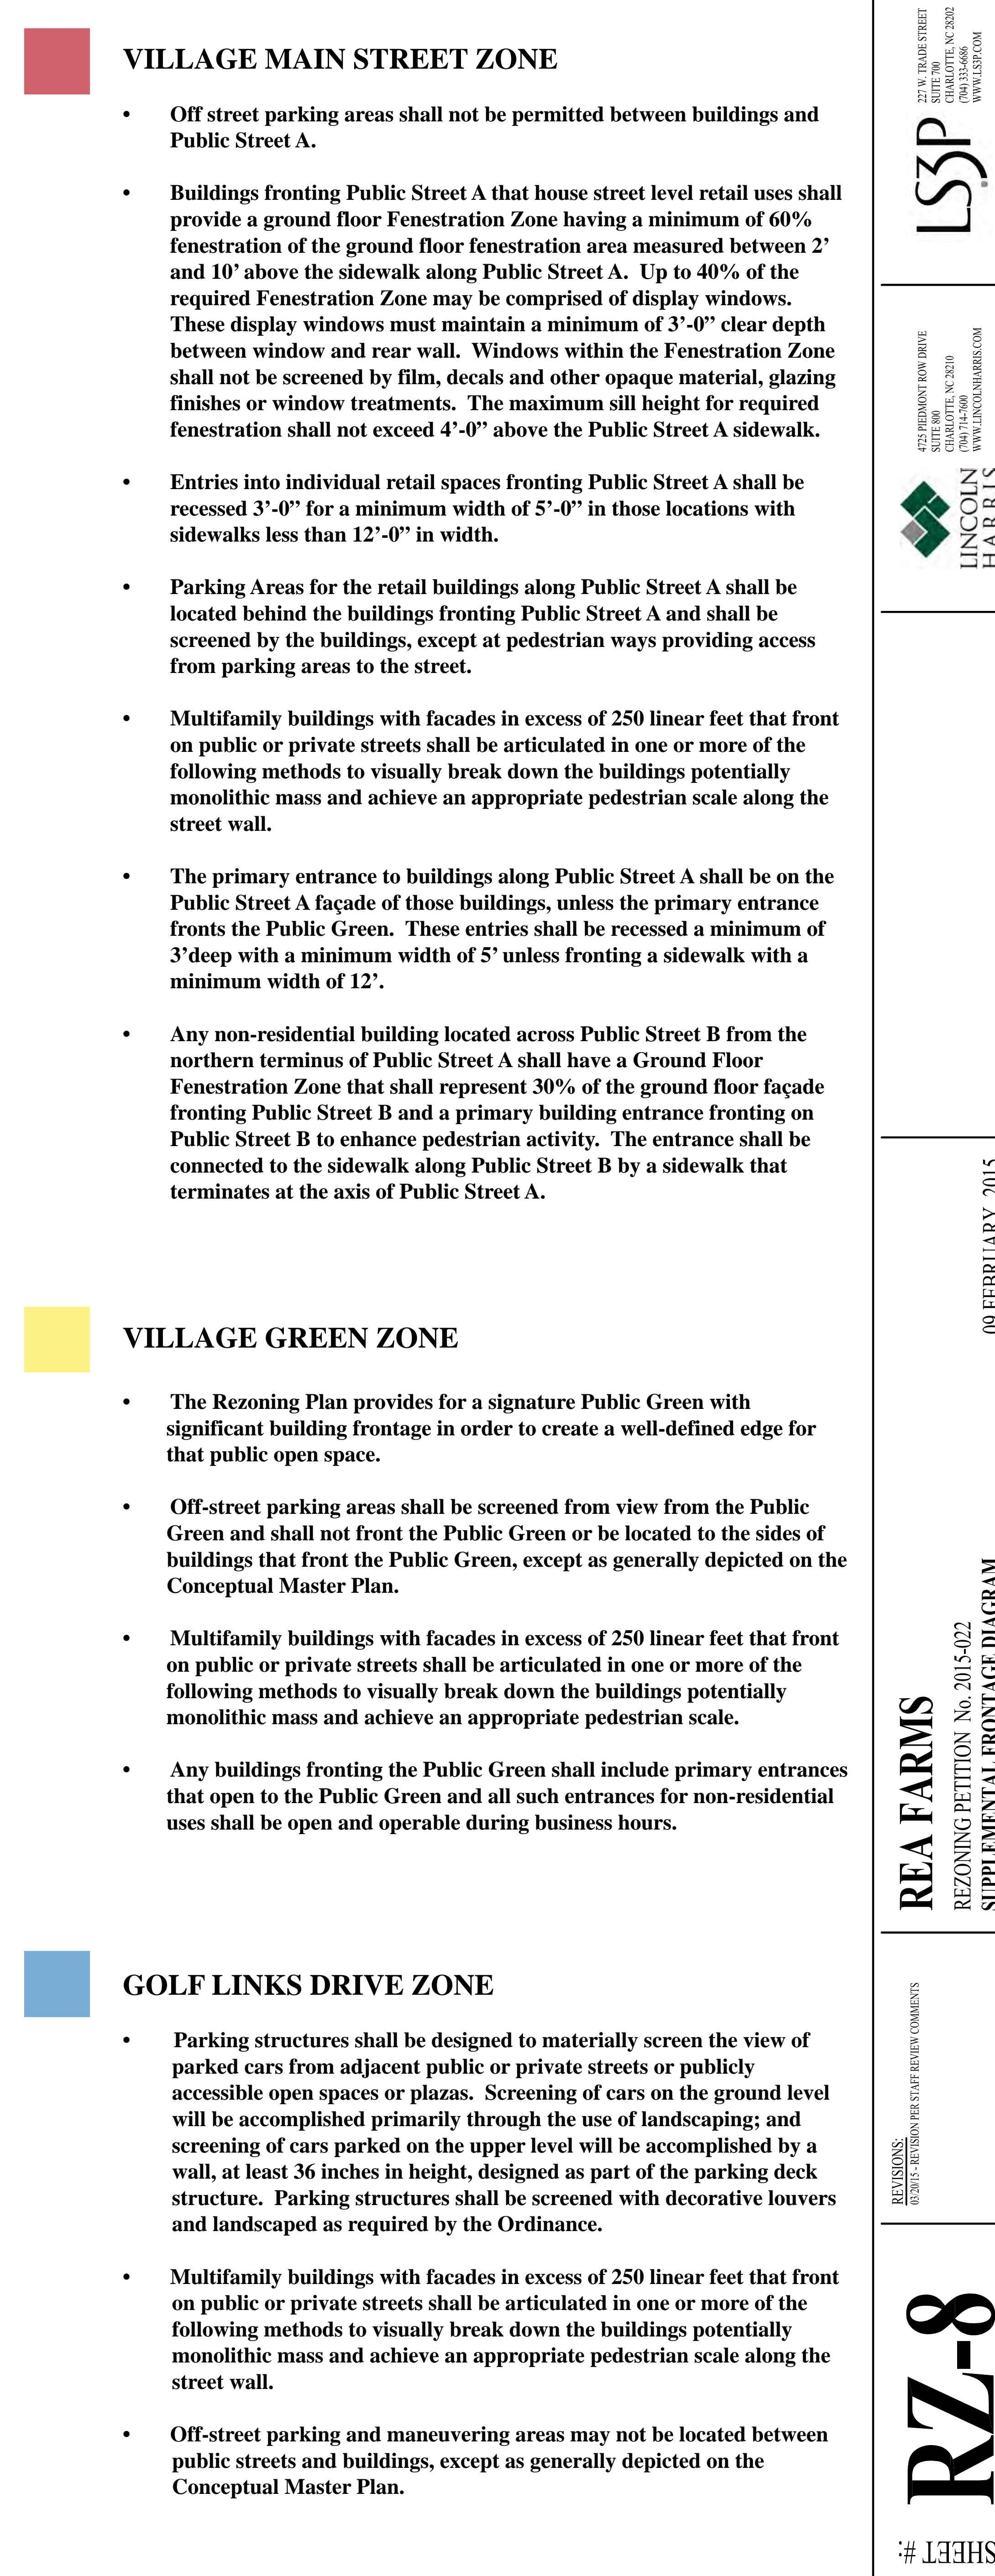 VILLAGE MAIN STREET ZONE
• Off street parking areas shall not be permitted between buildings and
Public Street A.
• Buildings fronting Public Street A that house street level retail uses shall
provide a ground floor Fenestration Zone having a minimum of 60%
fenestration of the ground floor fenestration area measured between 2’
and 10’ above the sidewalk along Public Street A.  Up to 40% of the
required Fenestration Zone may be comprised of display windows.
These display windows must maintain a minimum of 3’-0” clear depth
between window and rear wall.  Windows within the Fenestration Zone
shall not be screened by film, decals and other opaque material, glazing
finishes or window treatments.  The maximum sill height for required
fenestration shall not exceed 4’-0” above the Public Street A sidewalk.
• Entries into individual retail spaces fronting Public Street A shall be
recessed 3’-0” for a minimum width of 5’-0” in those locations with
sidewalks less than 12’-0” in width.
• Parking Areas for the retail buildings along Public Street A shall be
located behind the buildings fronting Public Street A and shall be
screened by the buildings, except at pedestrian ways providing access
from parking areas to the street.
• Multifamily buildings with facades in excess of 250 linear feet that front
on public or private streets shall be articulated in one or more of the
following methods to visually break down the buildings potentially
monolithic mass and achieve an appropriate pedestrian scale along the
street wall.
• The primary entrance to buildings along Public Street A shall be on the
Public Street A façade of those buildings, unless the primary entrance
fronts the Public Green.  These entries shall be recessed a minimum of
3’deep with a minimum width of 5’ unless fronting a sidewalk with a
minimum width of 12’.
• Any non-residential building located across Public Street B from the
northern terminus of Public Street A shall have a Ground Floor
Fenestration Zone that shall represent 30% of the ground floor façade
fronting Public Street B and a primary building entrance fronting on
Public Street B to enhance pedestrian activity.  The entrance shall be
connected to the sidewalk along Public Street B by a sidewalk that
terminates at the axis of Public Street A.
VILLAGE GREEN ZONE
• The Rezoning Plan provides for a signature Public Green with
significant building frontage in order to create a well-defined edge for
that public open space.
• Off-street parking areas shall be screened from view from the Public
Green and shall not front the Public Green or be located to the sides of
buildings that front the Public Green, except as generally depicted on the
Conceptual Master Plan.
• Multifamily buildings with facades in excess of 250 linear feet that front
on public or private streets shall be articulated in one or more of the
following methods to visually break down the buildings potentially
monolithic mass and achieve an appropriate pedestrian scale.
• Any buildings fronting the Public Green shall include primary entrances
that open to the Public Green and all such entrances for non-residential
uses shall be open and operable during business hours.
GOLF LINKS DRIVE ZONE
• Parking structures shall be designed to materially screen the view of
parked cars from adjacent public or private streets or publicly
accessible open spaces or plazas.  Screening of cars on the ground level
will be accomplished primarily through the use of landscaping; and
screening of cars parked on the upper level will be accomplished by a
wall, at least 36 inches in height, designed as part of the parking deck
structure.  Parking structures shall be screened with decorative louvers
and landscaped as required by the Ordinance.
• Multifamily buildings with facades in excess of 250 linear feet that front
on public or private streets shall be articulated in one or more of the
following methods to visually break down the buildings potentially
monolithic mass and achieve an appropriate pedestrian scale along the
street wall.
• Off-street parking and maneuvering areas may not be located between
public streets and buildings, except as generally depicted on the
Conceptual Master Plan.
227 W. TRADE STREET
SUITE 700
CHARLOTTE, NC 28202
(704) 333-6686
WWW.LS3P.COM
LS3P
4725 PIEDMONT ROW DRIVE
SUITE 800
CHARLOTTE, NC 28210
(704) 714-7600
WWW.LINCOLNHARRIS.COM
LINCOLN
HARRIS
09 FEBRUARY 2015
REA FARMS
REZONING PETITION No. 2015-022
SUPPLEMENTAL FRONTAGE DIAGRAM
REVISIONS:
03/20/15 - REVISION PER STAFF REVIEW COMMENTS
RZ-8
SHEET #: